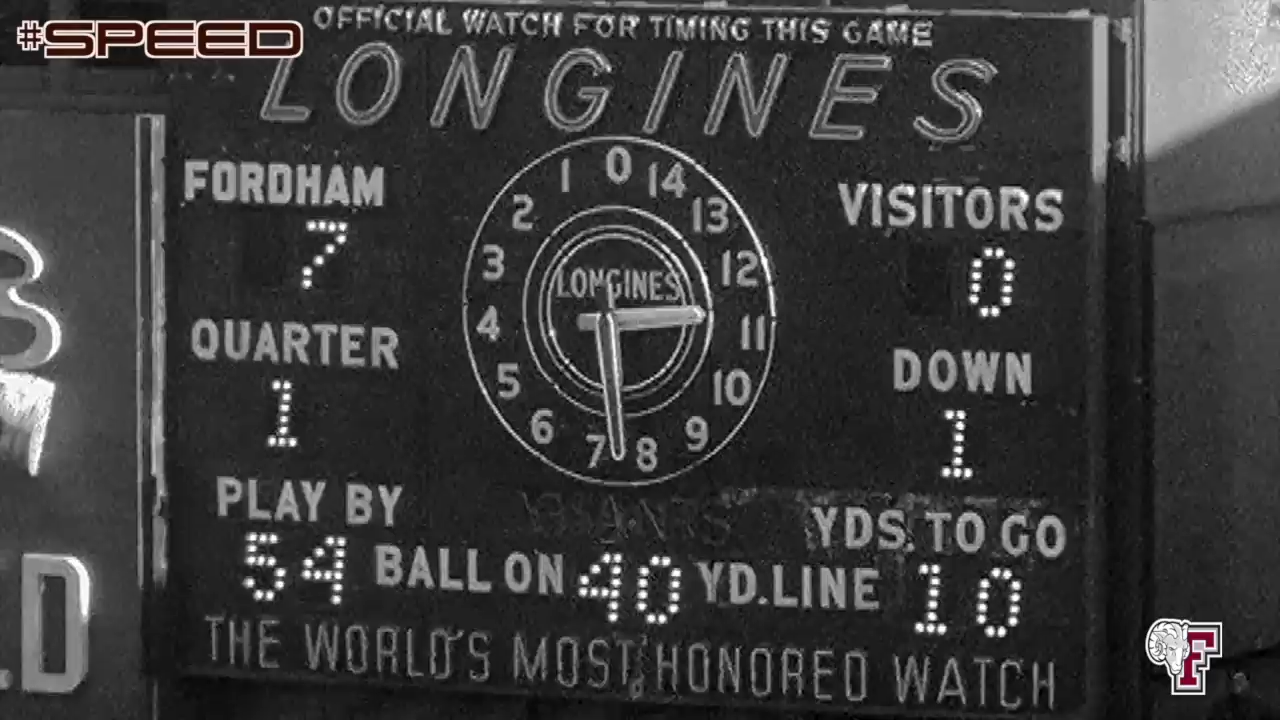 #SPEED
OFFICIAL WATCH FOR TIMING THIS GAME
LONGINES
FORDHAM
7
VISITORS
0
0 14 13 12 11 10 9 8 7 6 5 4 3 2 1
LONGINES
QUARTER
1
DOWN
1
PLAY BY
54
BALL ON 40 YD.LINE
YDS. TO GO
10
THE WORLD'S MOST HONORED WATCH
F